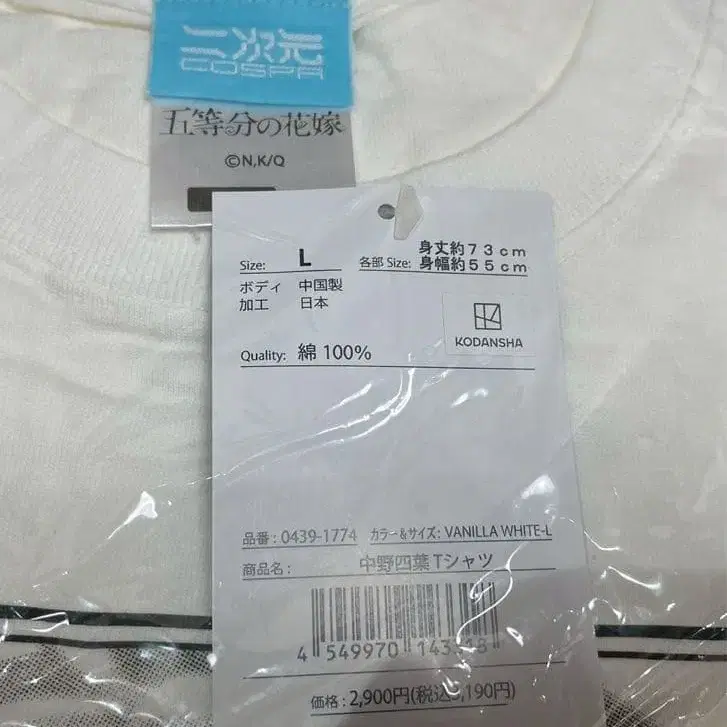 二次元
COSPA
五等分の花嫁
©N,K/Q
Size: L 各部 Size: 身丈約73cm
身幅約55cm
ボディ 中国製
加工 日本
KODANSHA
Quality: 綿 100%
品番 : 0439-1774 カラー&サイズ: VANILLA WHITE-L
商品名 : 中野四葉Tシャツ
4 549970 143518
価格 : 2,900円(税込3,190円)